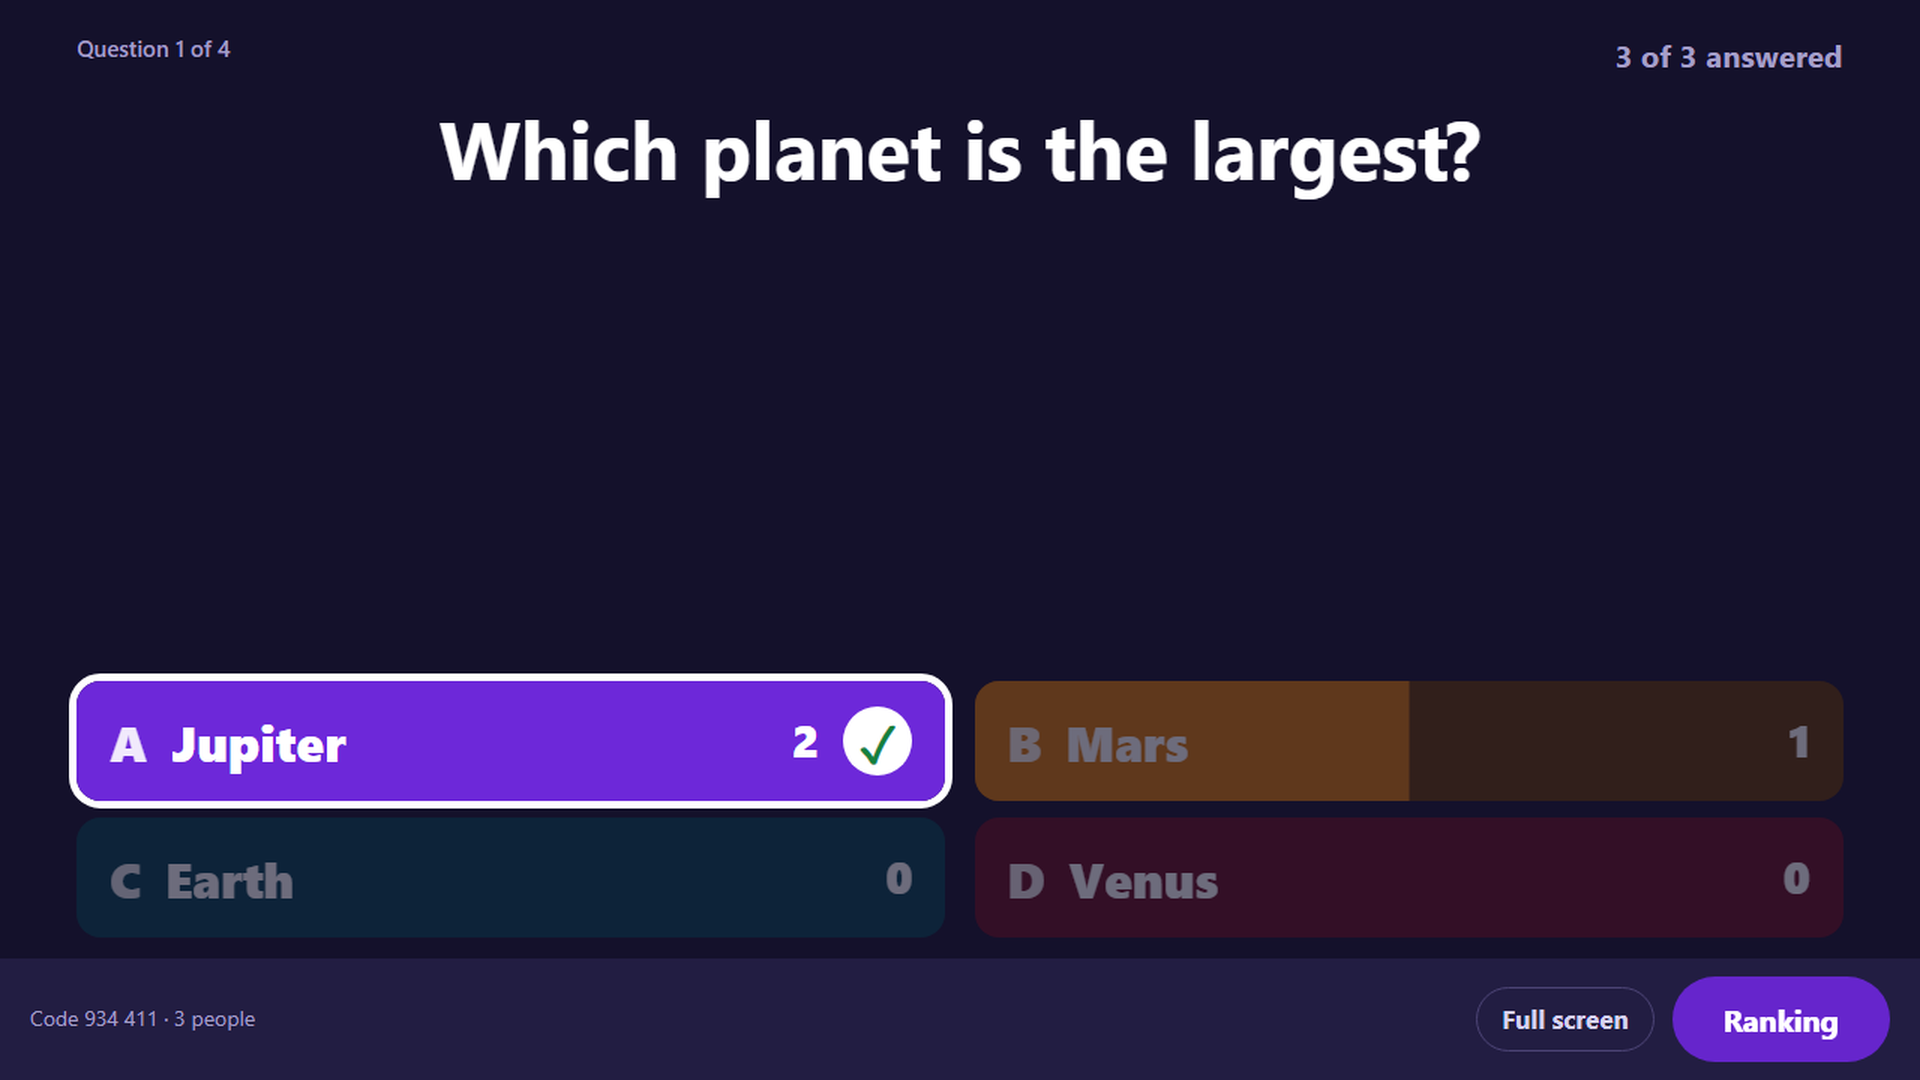 Question 1 of 4
3 of 3 answered
Which planet is the largest?
A Jupiter 2 ✓
B Mars 1
C Earth 0
D Venus 0
Code 934 411 · 3 people
Full screen
Ranking